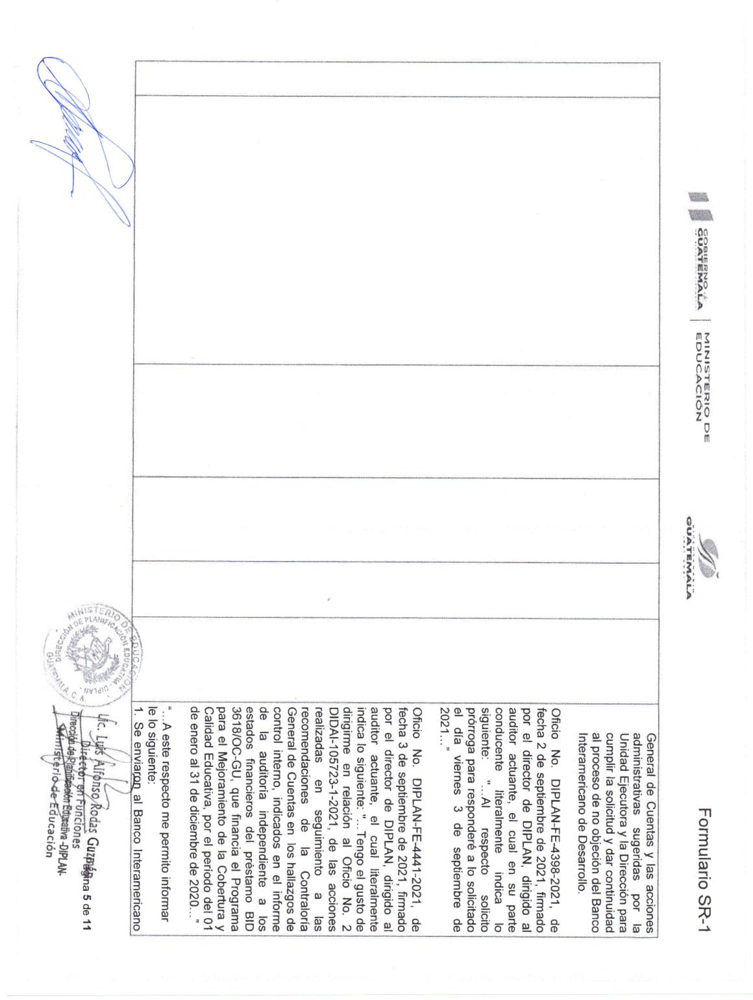 GOBIERNO de
GUATEMALA
MINISTERIO DE
EDUCACIÓN
GUATEMALA
Formulario SR-1
General de Cuentas y las acciones
administrativas sugeridas por la
Unidad Ejecutora y la Dirección para
cumplir la solicitud y dar continuidad
al proceso de no objeción del Banco
Interamericano de Desarrollo.
Oficio No. DIPLAN-FE-4398-2021, de
fecha 2 de septiembre de 2021, firmado
por el director de DIPLAN, dirigido al
auditor actuante, el cual en su parte
conducente literalmente indica lo
siguiente: "…Al respecto solicito
prórroga para responderé a lo solicitado
el día viernes 3 de septiembre de
2021…"
Oficio No. DIPLAN-FE-4441-2021, de
fecha 3 de septiembre de 2021, firmado
por el director de DIPLAN, dirigido al
auditor actuante, el cual literalmente
indica lo siguiente: "…Tengo el gusto de
dirigirme en relación al Oficio No. 2
DIDAI-105723-1-2021, de las acciones
realizadas en seguimiento a las
recomendaciones de la Contraloría
General de Cuentas en los hallazgos de
control interno, indicados en el informe
de la auditoría independiente a los
estados financieros del préstamo BID
3618/OC-GU, que financia el Programa
para el Mejoramiento de la Cobertura y
Calidad Educativa, por el período del 01
de enero al 31 de diciembre de 2020…"
"…A este respecto me permito informar
le lo siguiente:
1. Se enviaron al Banco Interamericano
MINISTERIO DE EDUCACIÓN
DIRECCIÓN DE PLANIFICACIÓN EDUCATIVA -DIPLAN-
GUATEMALA, C. A.
Lic. Luis Alfonso Rodas Guzmán
Director en Funciones
Dirección de Planificación Educativa -DIPLAN-
Ministerio de Educación
Página 5 de 11